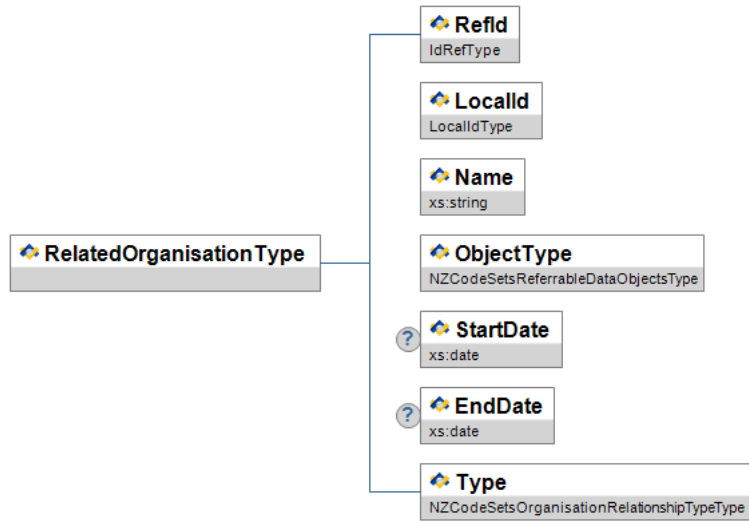 RefId
IdRefType
LocalId
LocalIdType
Name
xs:string
RelatedOrganisationType
ObjectType
NZCodeSetsReferrableDataObjectsType
?
StartDate
xs:date
?
EndDate
xs:date
Type
NZCodeSetsOrganisationRelationshipTypeType